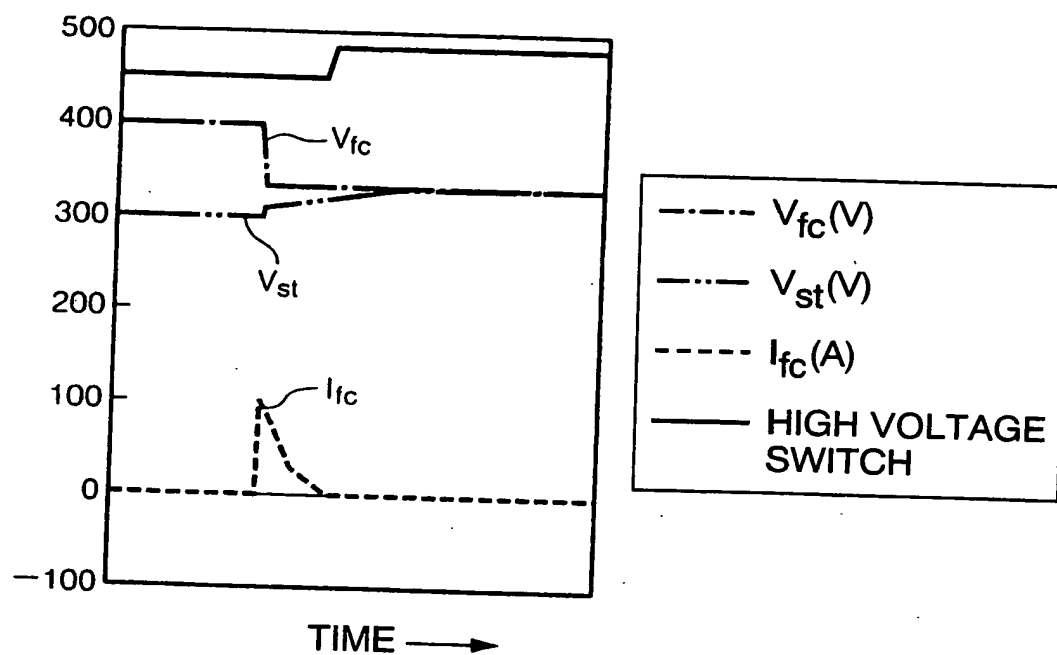 500
400
300
200
100
0
−100
Vfc
Vst
Ifc
TIME
Vfc(V)
Vst(V)
Ifc(A)
HIGH VOLTAGE
SWITCH